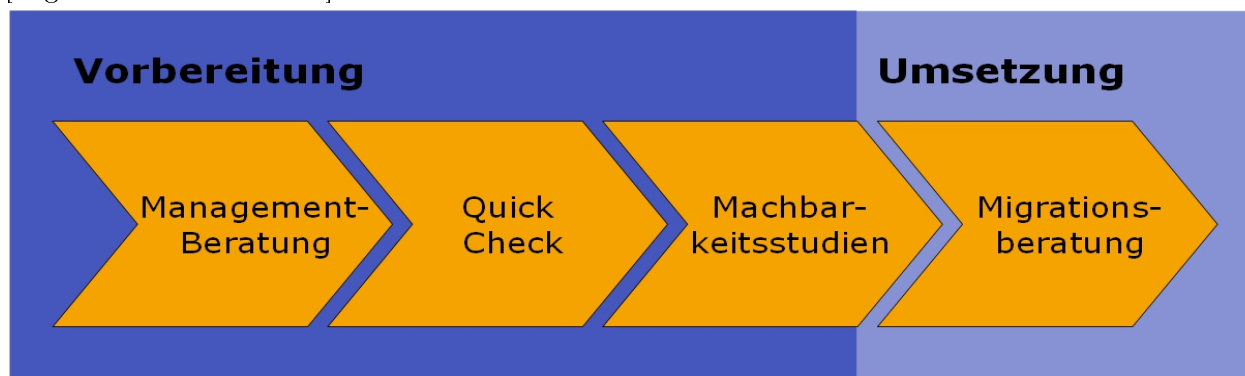 Vorbereitung
Umsetzung
Management-
Beratung
Quick
Check
Machbar-
keitsstudien
Migrations-
beratung